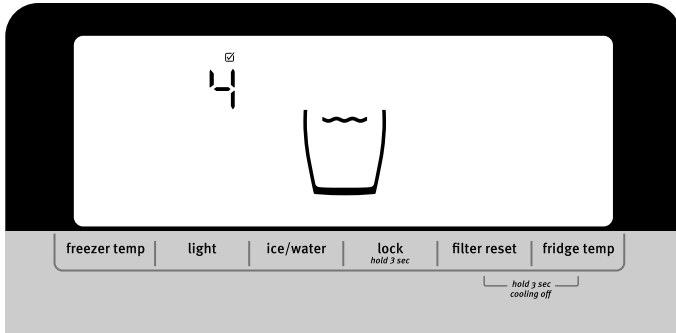 4
freezer temp light ice/water lock filter reset fridge temp
hold 3 sec
hold 3 sec
cooling off